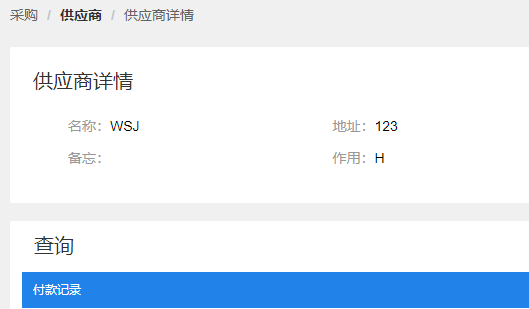 采购 / 供应商 / 供应商详情
供应商详情
名称：WSJ 地址：123
备忘： 作用：H
查询
付款记录